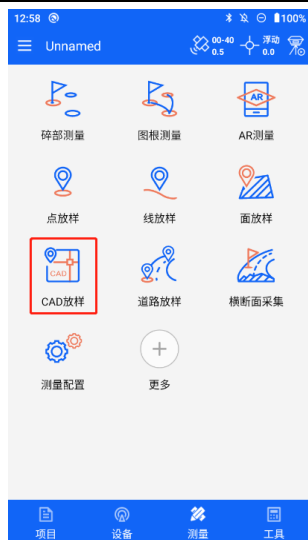 12:58 100%
Unnamed 00-40 浮动
0.5 0.0
AR
碎部测量 图根测量 AR测量
点放样 线放样 面放样
CAD
CAD放样 道路放样 横断面采集
测量配置 更多
项目 设备 测量 工具